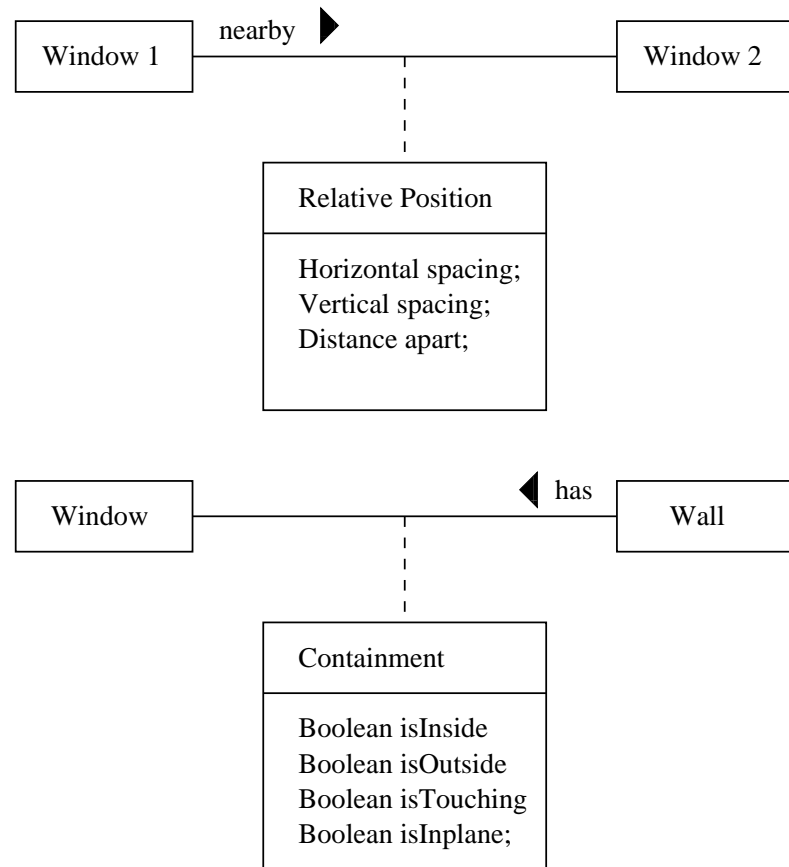 nearby
Window 1
Window 2
Relative Position
Horizontal spacing;
Vertical spacing;
Distance apart;
has
Window
Wall
Containment
Boolean isInside
Boolean isOutside
Boolean isTouching
Boolean isInplane;